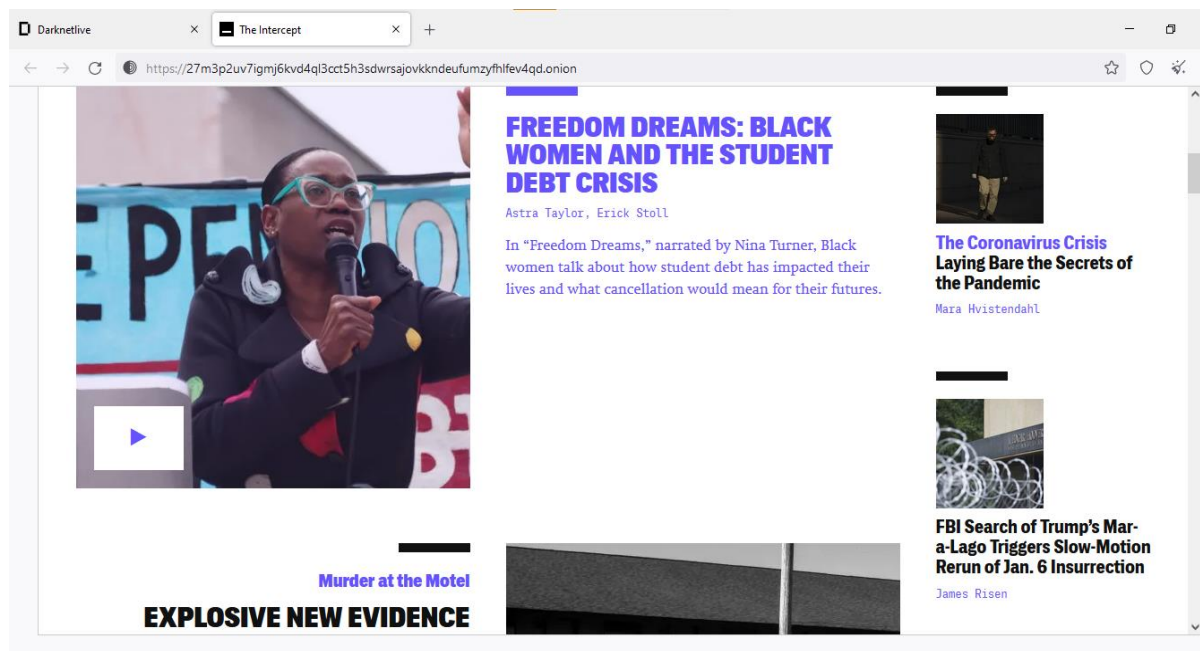 Darknetlive
The Intercept
https://27m3p2uv7igmj6kvd4ql3cct5h3sdwrsajovkkndeufumzyfhlfev4qd.onion
E PE
IO
FREEDOM DREAMS: BLACK
WOMEN AND THE STUDENT
DEBT CRISIS
Astra Taylor, Erick Stoll
In “Freedom Dreams,” narrated by Nina Turner, Black
women talk about how student debt has impacted their
lives and what cancellation would mean for their futures.
The Coronavirus Crisis
Laying Bare the Secrets of
the Pandemic
Mara Hvistendahl
FBI Search of Trump’s Mar-
a-Lago Triggers Slow-Motion
Rerun of Jan. 6 Insurrection
James Risen
Murder at the Motel
EXPLOSIVE NEW EVIDENCE